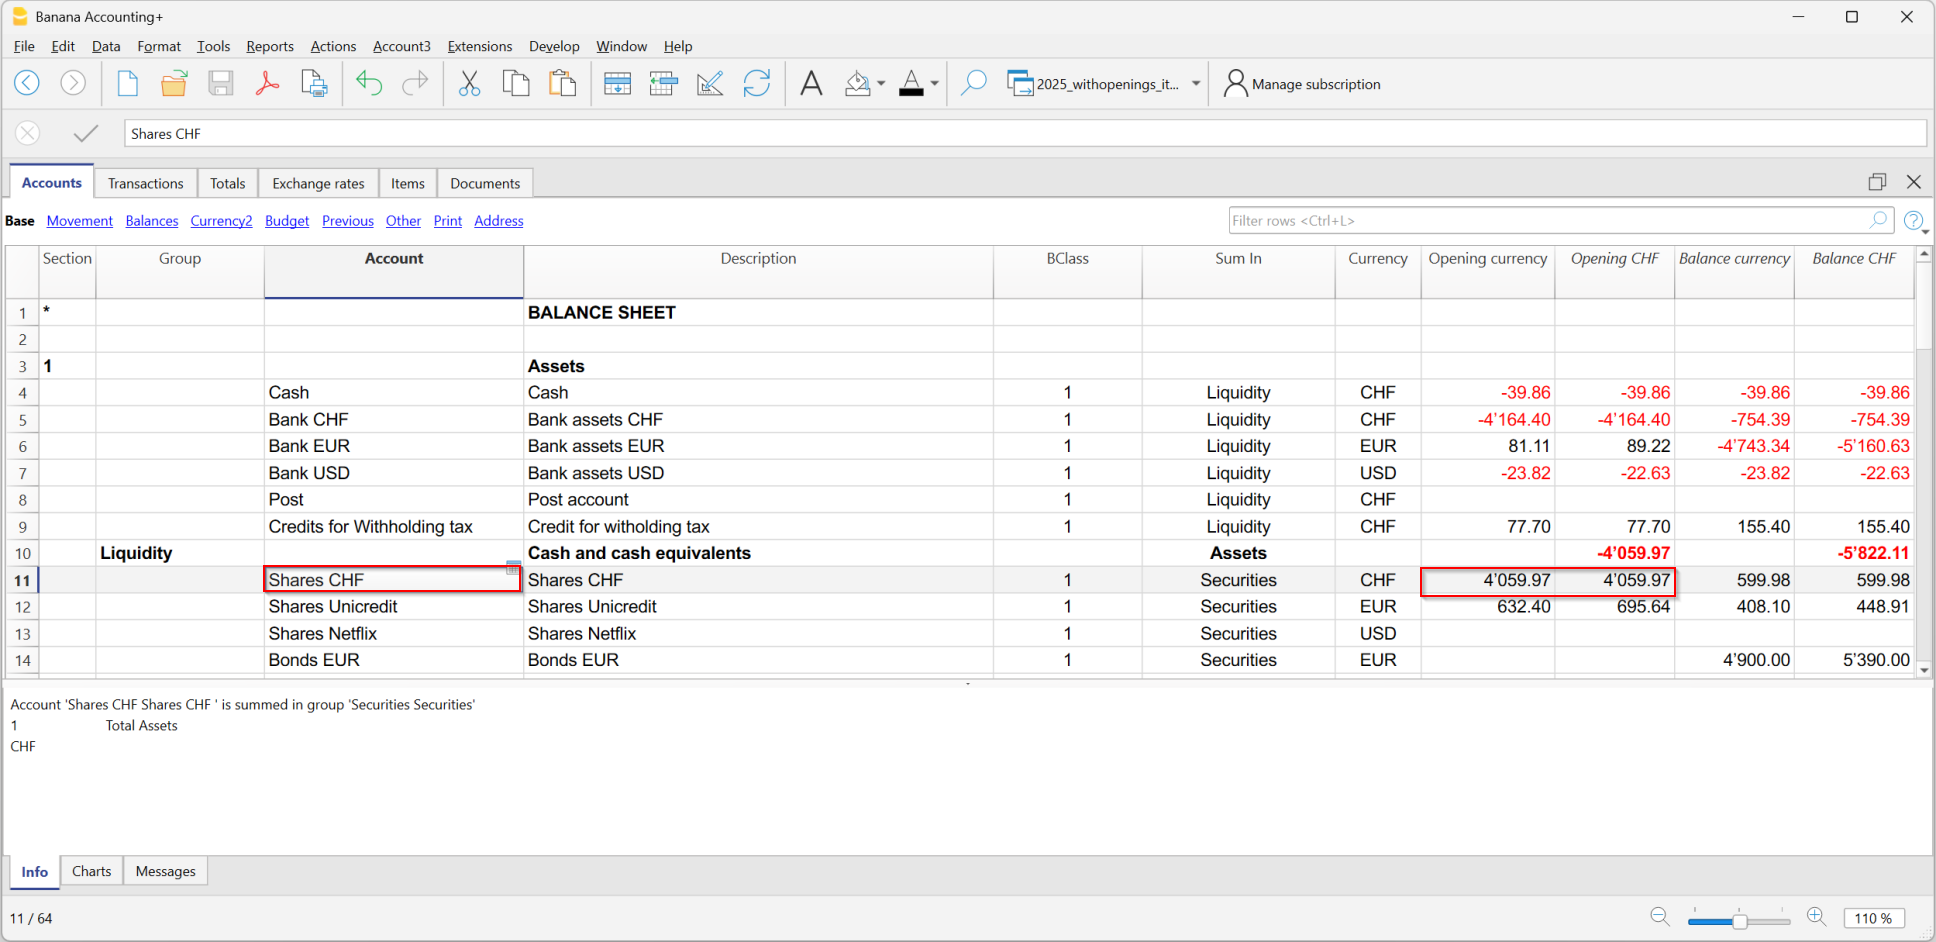 Banana Accounting+
File Edit Data Format Tools Reports Actions Account3 Extensions Develop Window Help
2025_withopenings_it... Manage subscription
Shares CHF
Accounts Transactions Totals Exchange rates Items Documents
Base Movement Balances Currency2 Budget Previous Other Print Address Filter rows <Ctrl+L>
Section Group Account Description BClass Sum In Currency Opening currency Opening CHF Balance currency Balance CHF
1 * BALANCE SHEET
2
3 1 Assets
4 Cash Cash 1 Liquidity CHF -39.86 -39.86 -39.86 -39.86
5 Bank CHF Bank assets CHF 1 Liquidity CHF -4’164.40 -4’164.40 -754.39 -754.39
6 Bank EUR Bank assets EUR 1 Liquidity EUR 81.11 89.22 -4’743.34 -5’160.63
7 Bank USD Bank assets USD 1 Liquidity USD -23.82 -22.63 -23.82 -22.63
8 Post Post account 1 Liquidity CHF
9 Credits for Withholding tax Credit for witholding tax 1 Liquidity CHF 77.70 77.70 155.40 155.40
10 Liquidity Cash and cash equivalents Assets -4’059.97 -5’822.11
11 Shares CHF Shares CHF 1 Securities CHF 4’059.97 4’059.97 599.98 599.98
12 Shares Unicredit Shares Unicredit 1 Securities EUR 632.40 695.64 408.10 448.91
13 Shares Netflix Shares Netflix 1 Securities USD
14 Bonds EUR Bonds EUR 1 Securities EUR 4’900.00 5’390.00
Account 'Shares CHF Shares CHF ' is summed in group 'Securities Securities'
1 Total Assets
CHF
Info Charts Messages
11 / 64 110 %